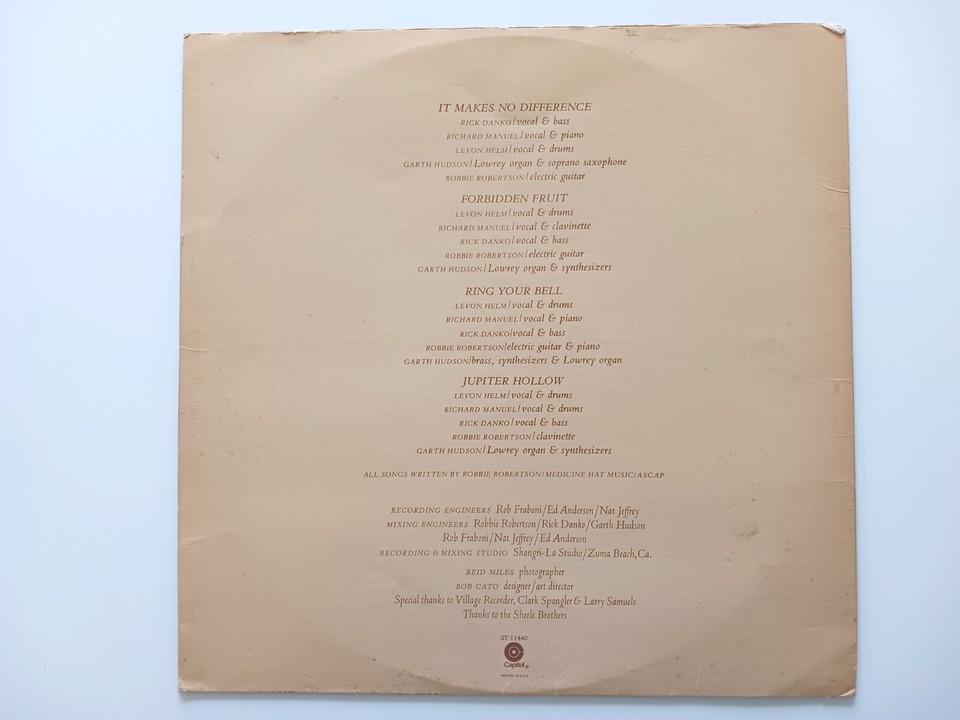 IT MAKES NO DIFFERENCE
RICK DANKO/vocal & bass
RICHARD MANUEL/vocal & piano
LEVON HELM/vocal & drums
GARTH HUDSON/Lowrey organ & soprano saxophone
ROBBIE ROBERTSON/electric guitar
FORBIDDEN FRUIT
LEVON HELM/vocal & drums
RICHARD MANUEL/vocal & clavinette
RICK DANKO/vocal & bass
ROBBIE ROBERTSON/electric guitar
GARTH HUDSON/Lowrey organ & synthesizers
RING YOUR BELL
LEVON HELM/vocal & drums
RICHARD MANUEL/vocal & piano
RICK DANKO/vocal & bass
ROBBIE ROBERTSON/electric guitar & piano
GARTH HUDSON/brass, synthesizers & Lowrey organ
JUPITER HOLLOW
LEVON HELM/vocal & drums
RICHARD MANUEL/vocal & drums
RICK DANKO/vocal & bass
ROBBIE ROBERTSON/clavinette
GARTH HUDSON/Lowrey organ & synthesizers
ALL SONGS WRITTEN BY ROBBIE ROBERTSON/MEDICINE HAT MUSIC/ASCAP
RECORDING ENGINEERS Rob Fraboni/Ed Anderson/Nat Jeffrey
MIXING ENGINEERS Robbie Robertson/Rick Danko/Garth Hudson
Rob Fraboni/Nat Jeffrey/Ed Anderson
RECORDING & MIXING STUDIO Shangri-La Studio/Zuma Beach, Ca.
REID MILES photographer
BOB CATO designer/art director
Special thanks to Village Recorder, Clark Spangler & Larry Samuels
Thanks to the Sheele Brothers
ST-11440
Capitol®